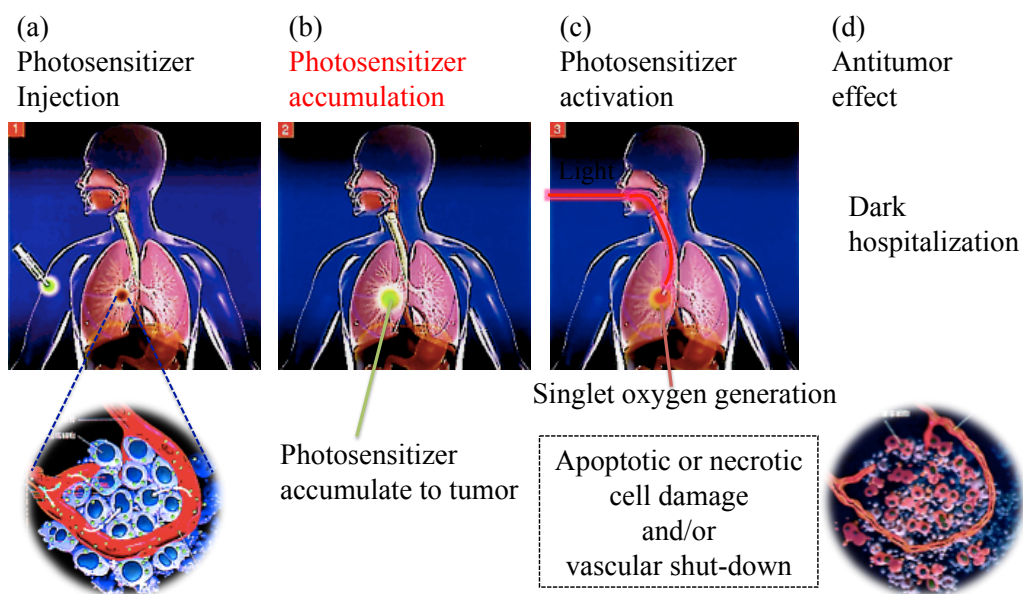 (a)
Photosensitizer
Injection
(b)
Photosensitizer
accumulation
(c)
Photosensitizer
activation
(d)
Antitumor
effect
1
2
3
Light
Dark
hospitalization
Singlet oxygen generation
Photosensitizer
accumulate to tumor
Apoptotic or necrotic
cell damage
and/or
vascular shut-down